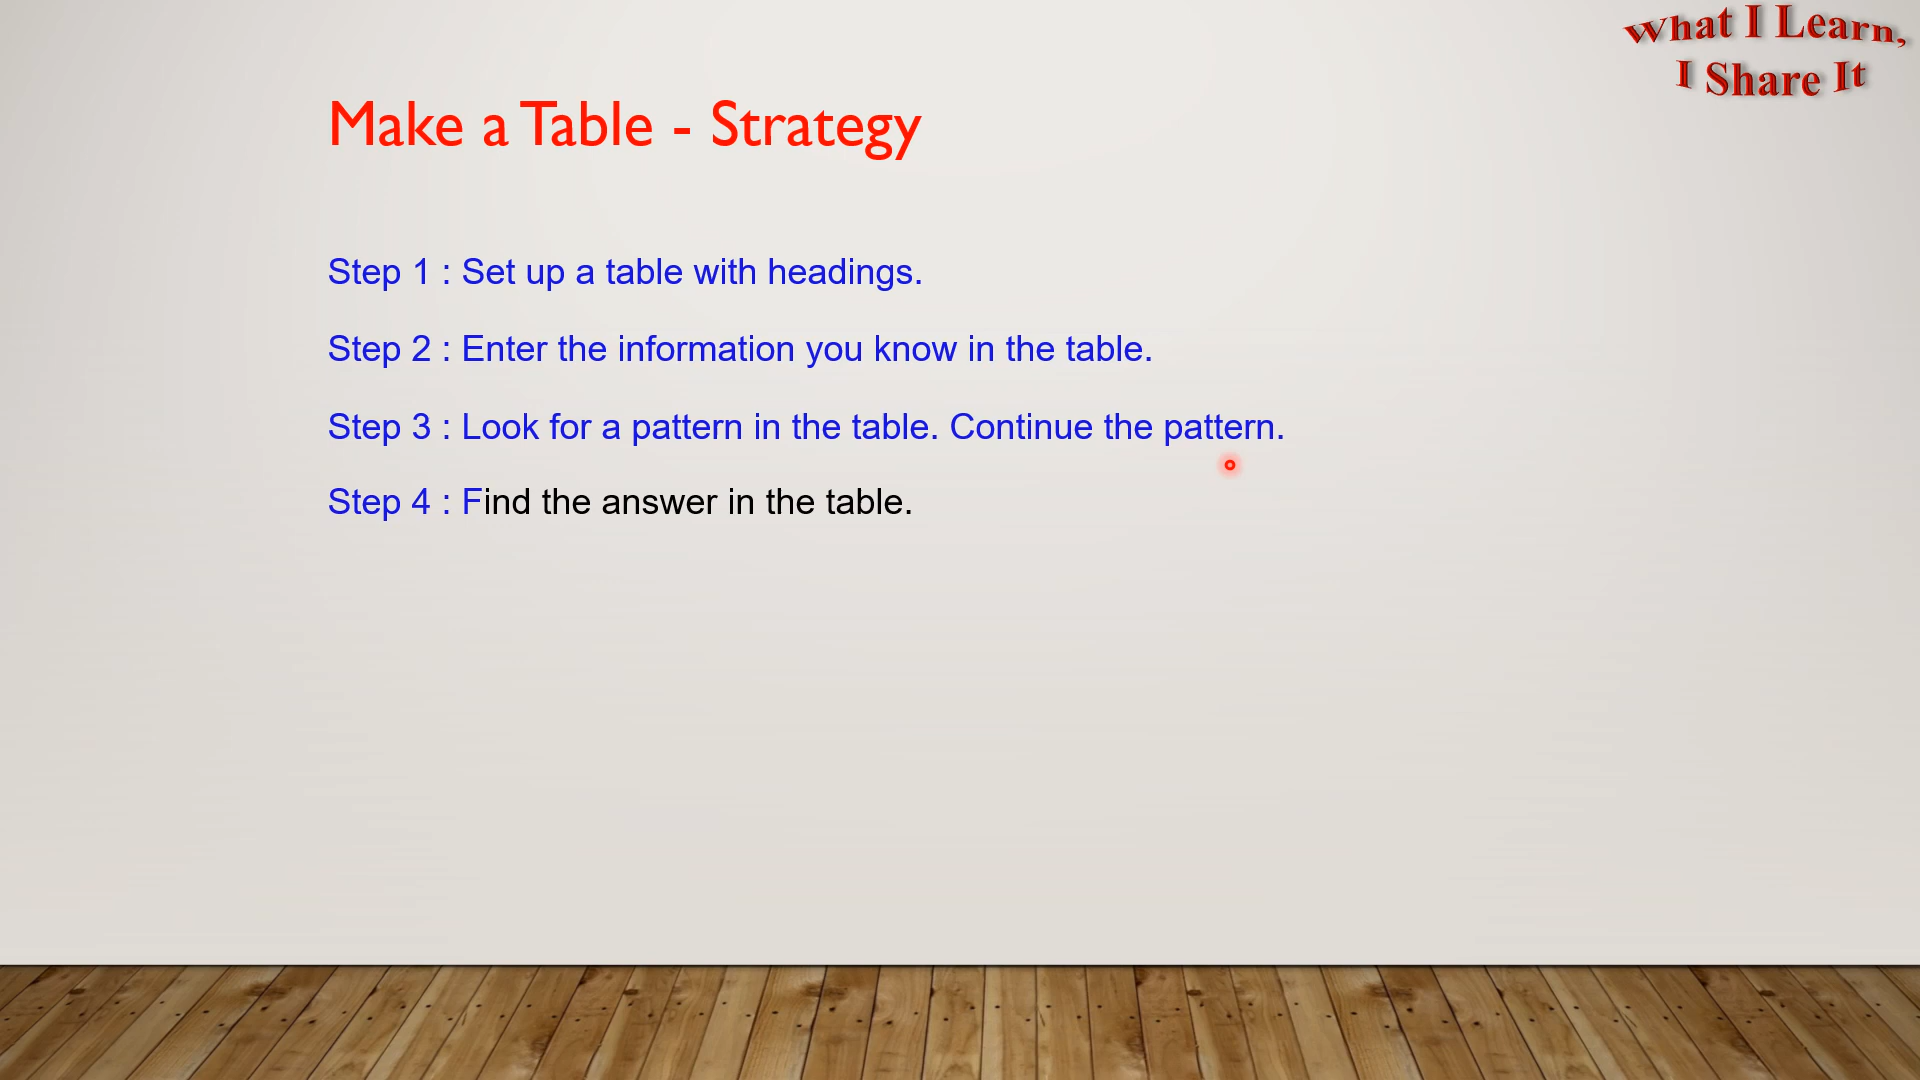 What I Learn,
I Share It
Make a Table - Strategy
Step 1 : Set up a table with headings.
Step 2 : Enter the information you know in the table.
Step 3 : Look for a pattern in the table. Continue the pattern.
Step 4 : Find the answer in the table.